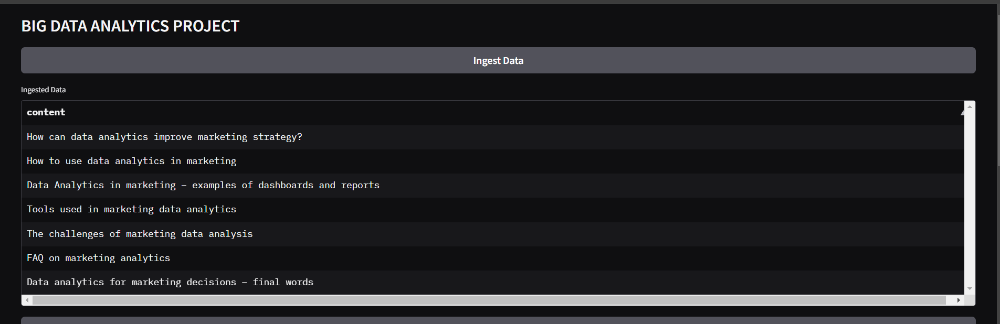 BIG DATA ANALYTICS PROJECT
Ingest Data
Ingested Data
content
How can data analytics improve marketing strategy?
How to use data analytics in marketing
Data Analytics in marketing – examples of dashboards and reports
Tools used in marketing data analytics
The challenges of marketing data analysis
FAQ on marketing analytics
Data analytics for marketing decisions – final words